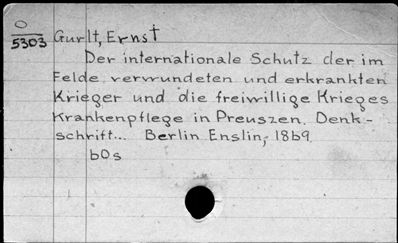 O
5303 Gurlt, Ernst
Der internationale Schutz der im
Felde verwundeten und erkrankten
Krieger und die freiwillige Krieges
Krankenpflege in Preuszen. Denk-
schrift... Berlin Enslin, 1869
60s